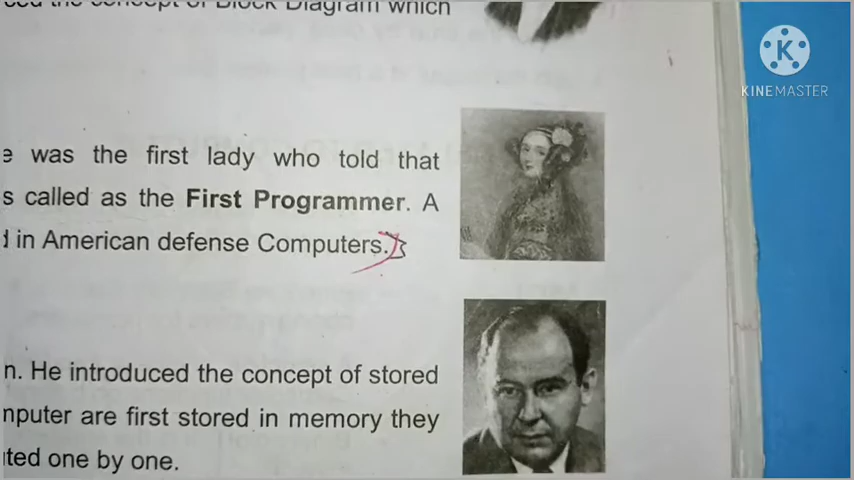 the concept of Block Diagram which
was the first lady who told that
s called as the First Programmer. A
in American defense Computers.
n. He introduced the concept of stored
mputer are first stored in memory they
ted one by one.
K
KINEMASTER